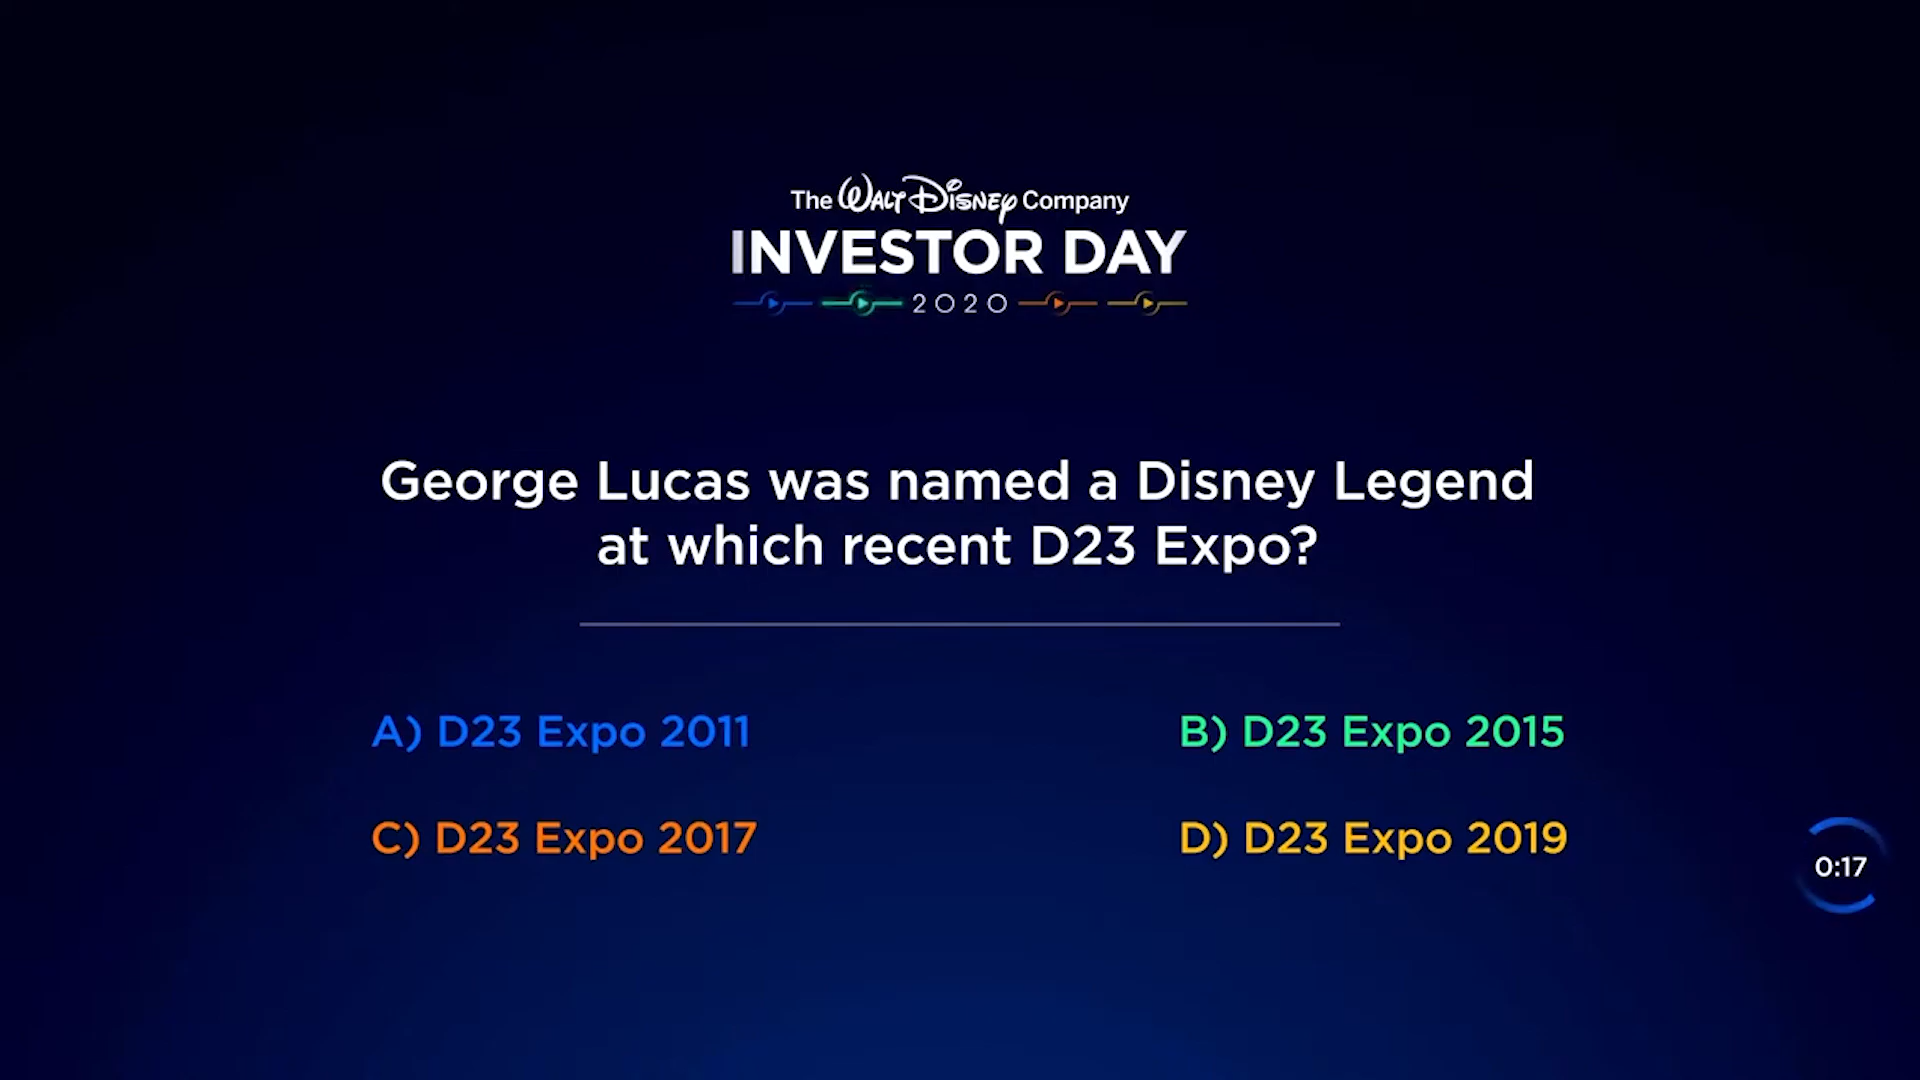 The Walt Disney Company
INVESTOR DAY
2020
George Lucas was named a Disney Legend
at which recent D23 Expo?
A) D23 Expo 2011
B) D23 Expo 2015
C) D23 Expo 2017
D) D23 Expo 2019
0:17